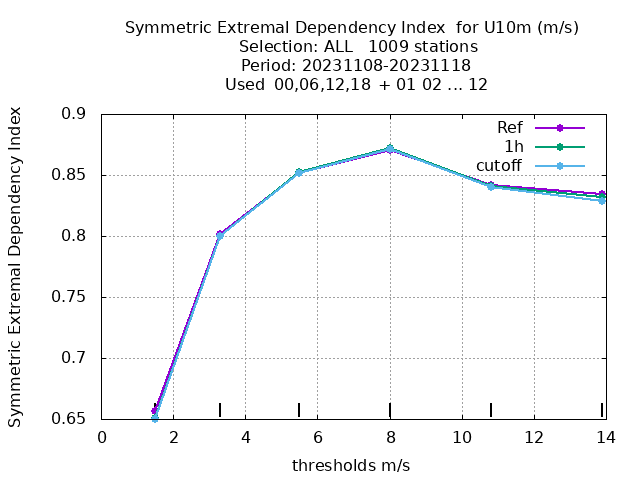 Symmetric Extremal Dependency Index  for U10m (m/s)
Selection: ALL   1009 stations
Period: 20231108-20231118
Used  00,06,12,18  + 01 02 ... 12
Symmetric Extremal Dependency Index
0.9
0.85
0.8
0.75
0.7
0.65
Ref
1h
cutoff
0 2 4 6 8 10 12 14
thresholds m/s